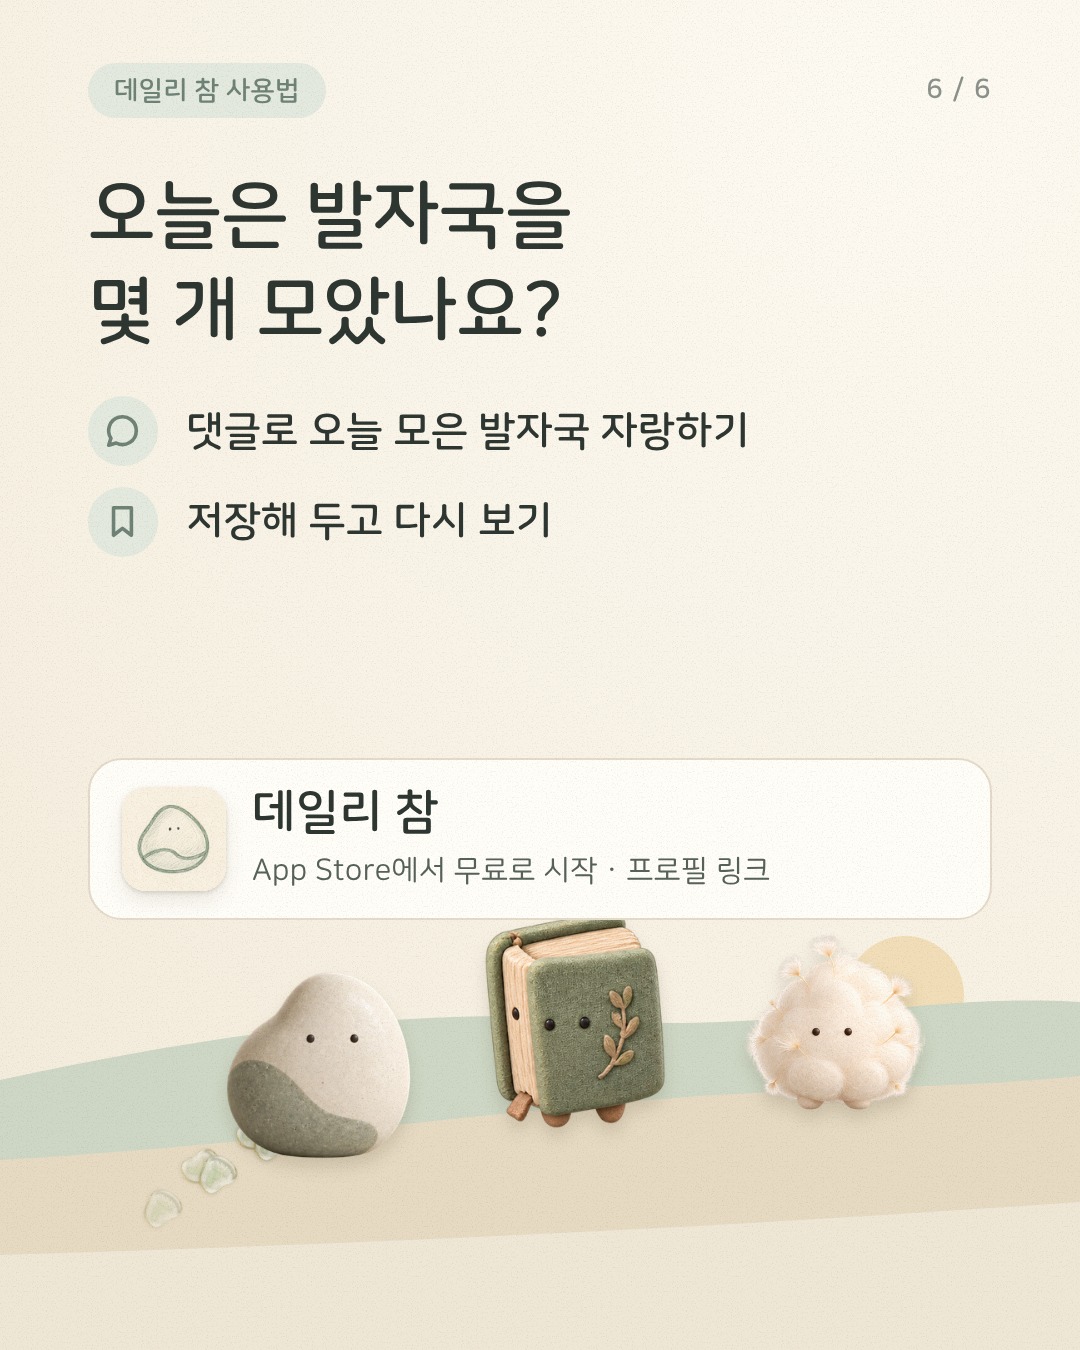 데일리 참 사용법
6 / 6
오늘은 발자국을
몇 개 모았나요?
댓글로 오늘 모은 발자국 자랑하기
저장해 두고 다시 보기
데일리 참
App Store에서 무료로 시작 · 프로필 링크